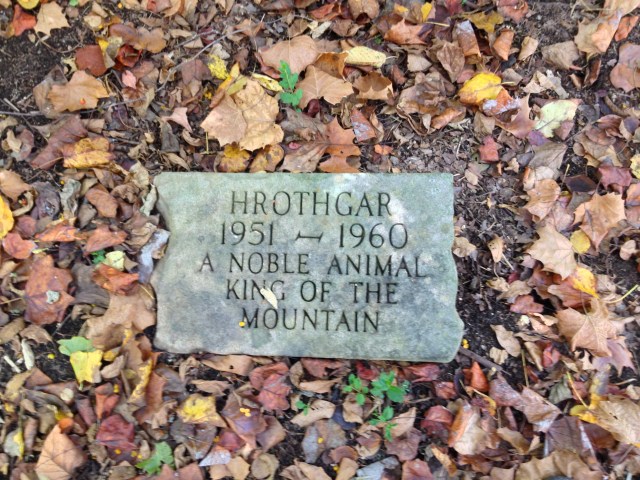 HROTHGAR
1951 — 1960
A NOBLE ANIMAL
KING OF THE
MOUNTAIN